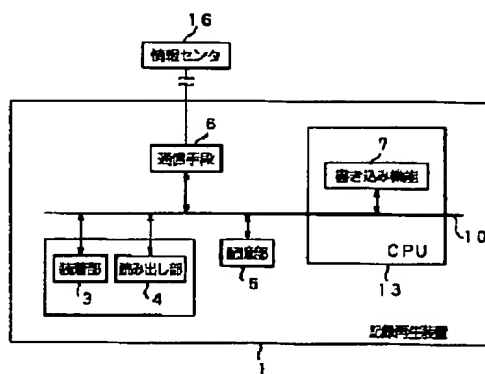 16
情報センタ
6
通信手段
7
書き込み機能
10
CPU
装着部
読み出し部
記憶部
3
4
5
13
記録再生装置
1